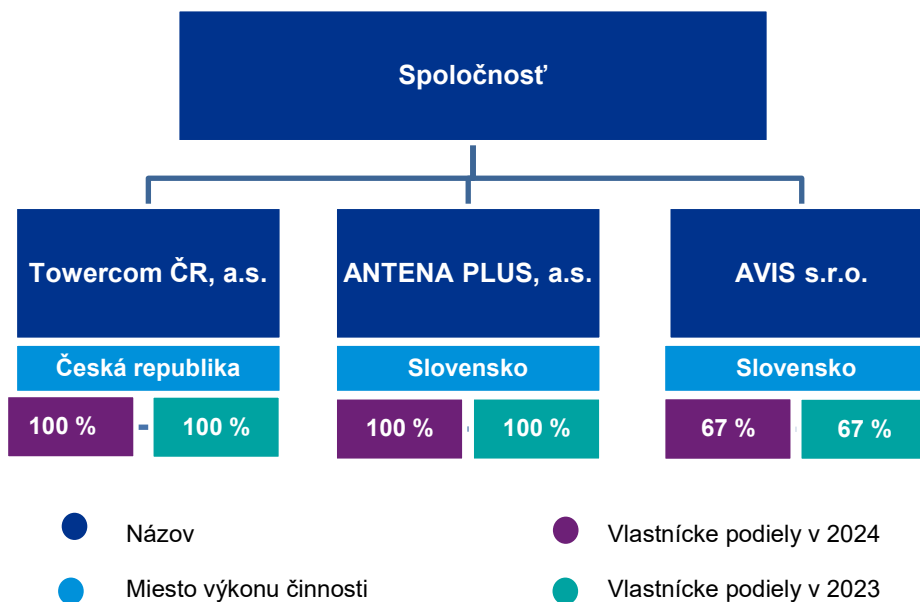 Spoločnosť
Towercom ČR, a.s.
ANTENA PLUS, a.s.
AVIS s.r.o.
Česká republika
Slovensko
Slovensko
100 %
100 %
100 %
100 %
67 %
67 %
Názov
Vlastnícke podiely v 2024
Miesto výkonu činnosti
Vlastnícke podiely v 2023